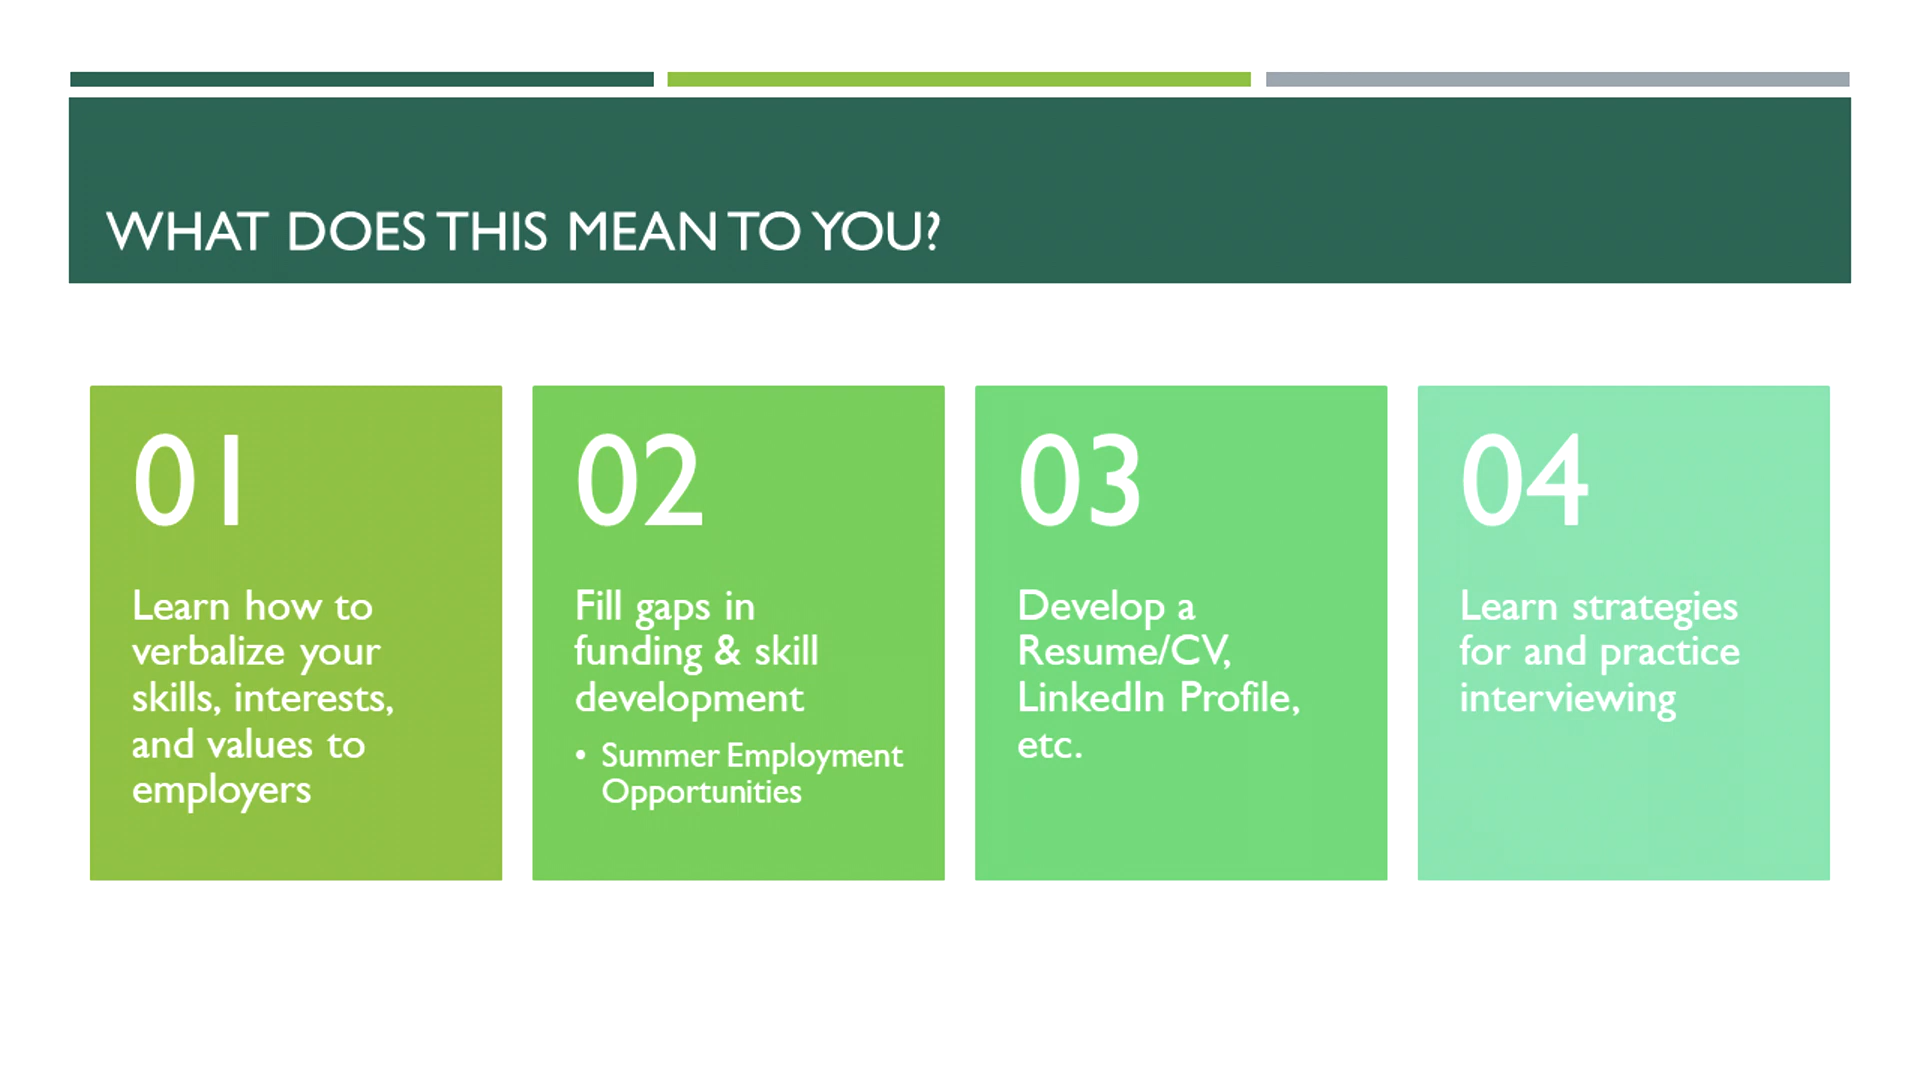 WHAT DOES THIS MEAN TO YOU?
01
Learn how to
verbalize your
skills, interests,
and values to
employers
02
Fill gaps in
funding & skill
development
• Summer Employment
Opportunities
03
Develop a
Resume/CV,
LinkedIn Profile,
etc.
04
Learn strategies
for and practice
interviewing